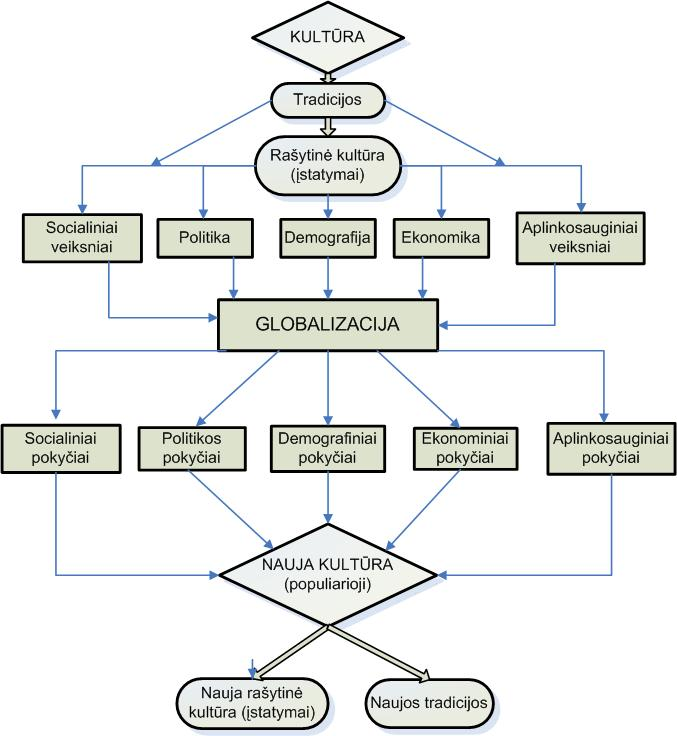 KULTŪRA
Tradicijos
Rašytinė kultūra
(įstatymai)
Socialiniai
veiksniai
Politika
Demografija
Ekonomika
Aplinkosauginiai
veiksniai
GLOBALIZACIJA
Socialiniai
pokyčiai
Politikos
pokyčiai
Demografiniai
pokyčiai
Ekonominiai
pokyčiai
Aplinkosauginiai
pokyčiai
NAUJA KULTŪRA
(populiarioji)
Nauja rašytinė
kultūra (įstatymai)
Naujos tradicijos